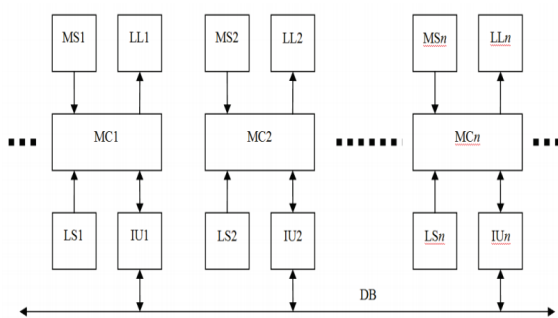 MS1 LL1 MS2 LL2 MSn LLn
MC1 MC2 MCn
LS1 IU1 LS2 IU2 LSn IUn
DB